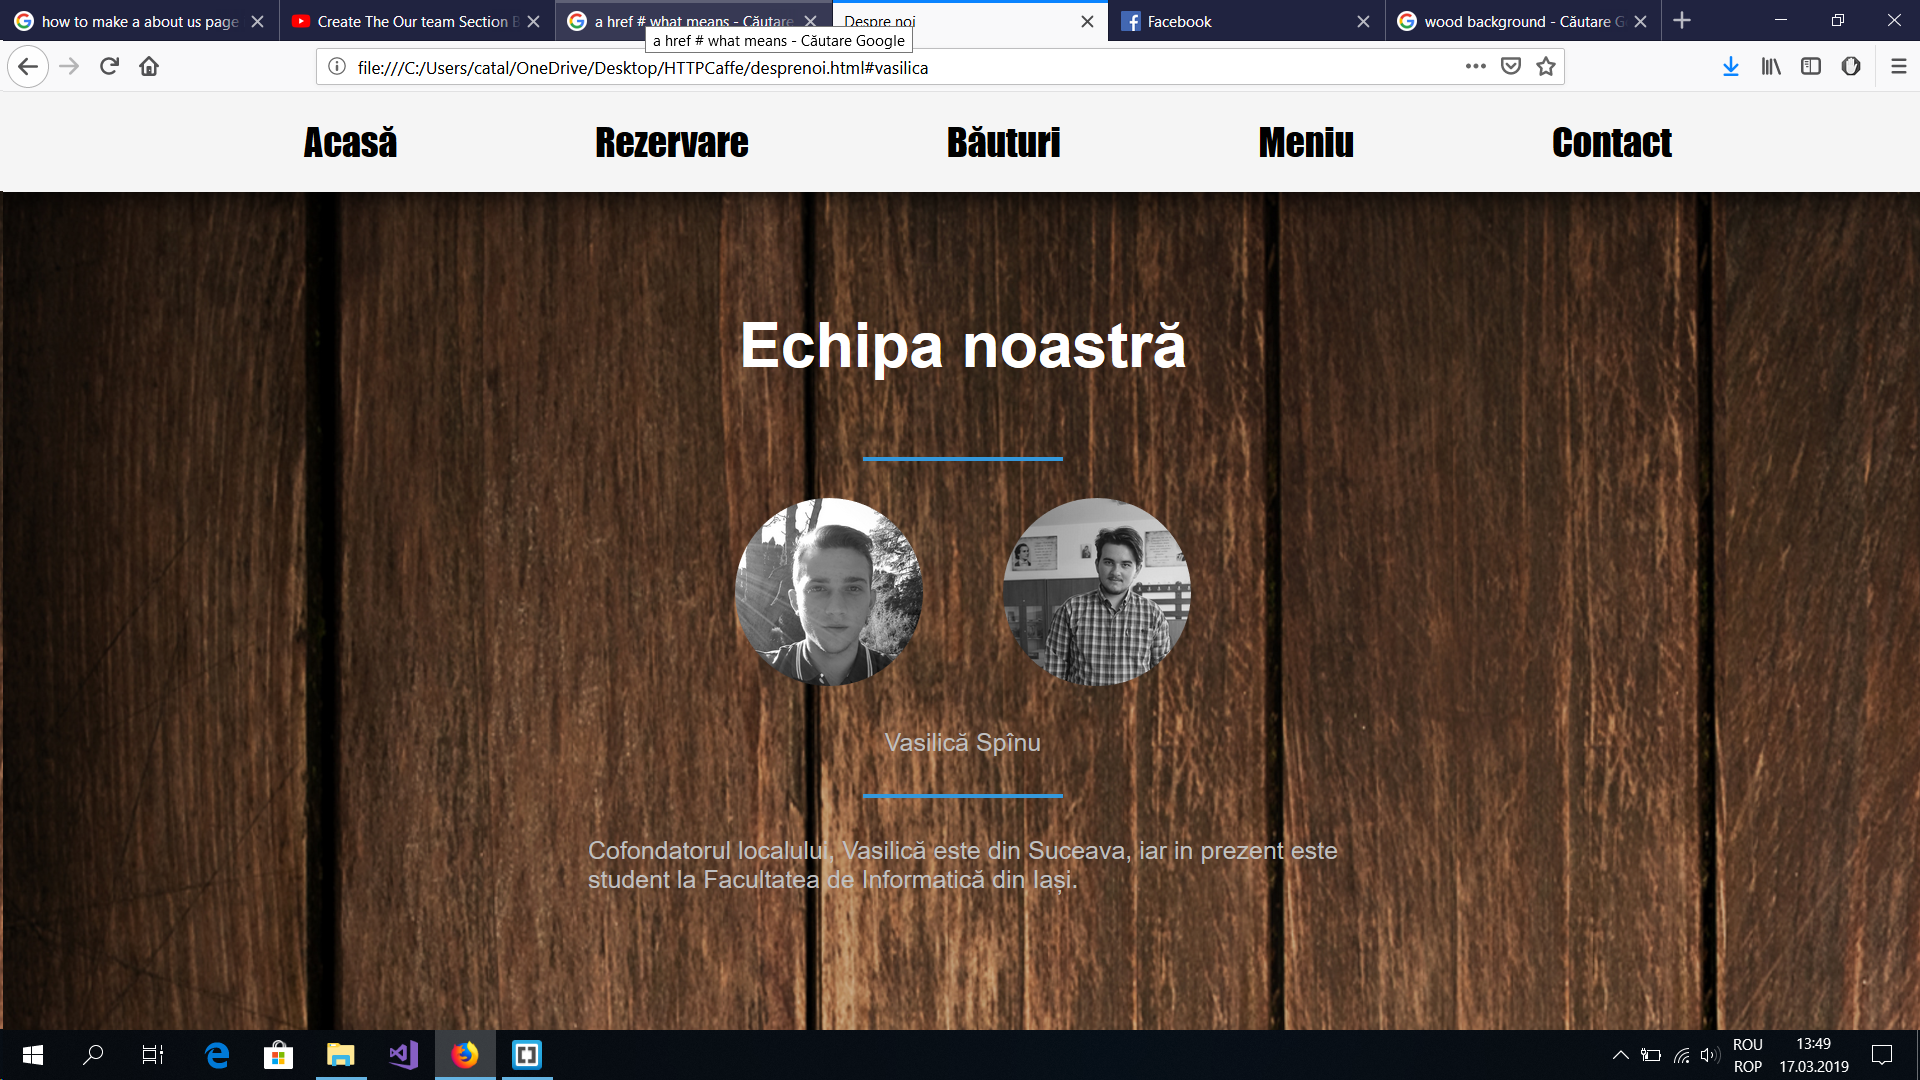 how to make a about us page
Create The Our team Section B
a href # what means - Căutare
Despre noi
Facebook
wood background - Căutare G
a href # what means - Căutare Google
file:///C:/Users/catal/OneDrive/Desktop/HTTPCaffe/desprenoi.html#vasilica
Acasă
Rezervare
Băuturi
Meniu
Contact
Echipa noastră
Vasilică Spînu
Cofondatorul localului, Vasilică este din Suceava, iar in prezent este
student la Facultatea de Informatică din Iași.
ROU
ROP
13:49
17.03.2019